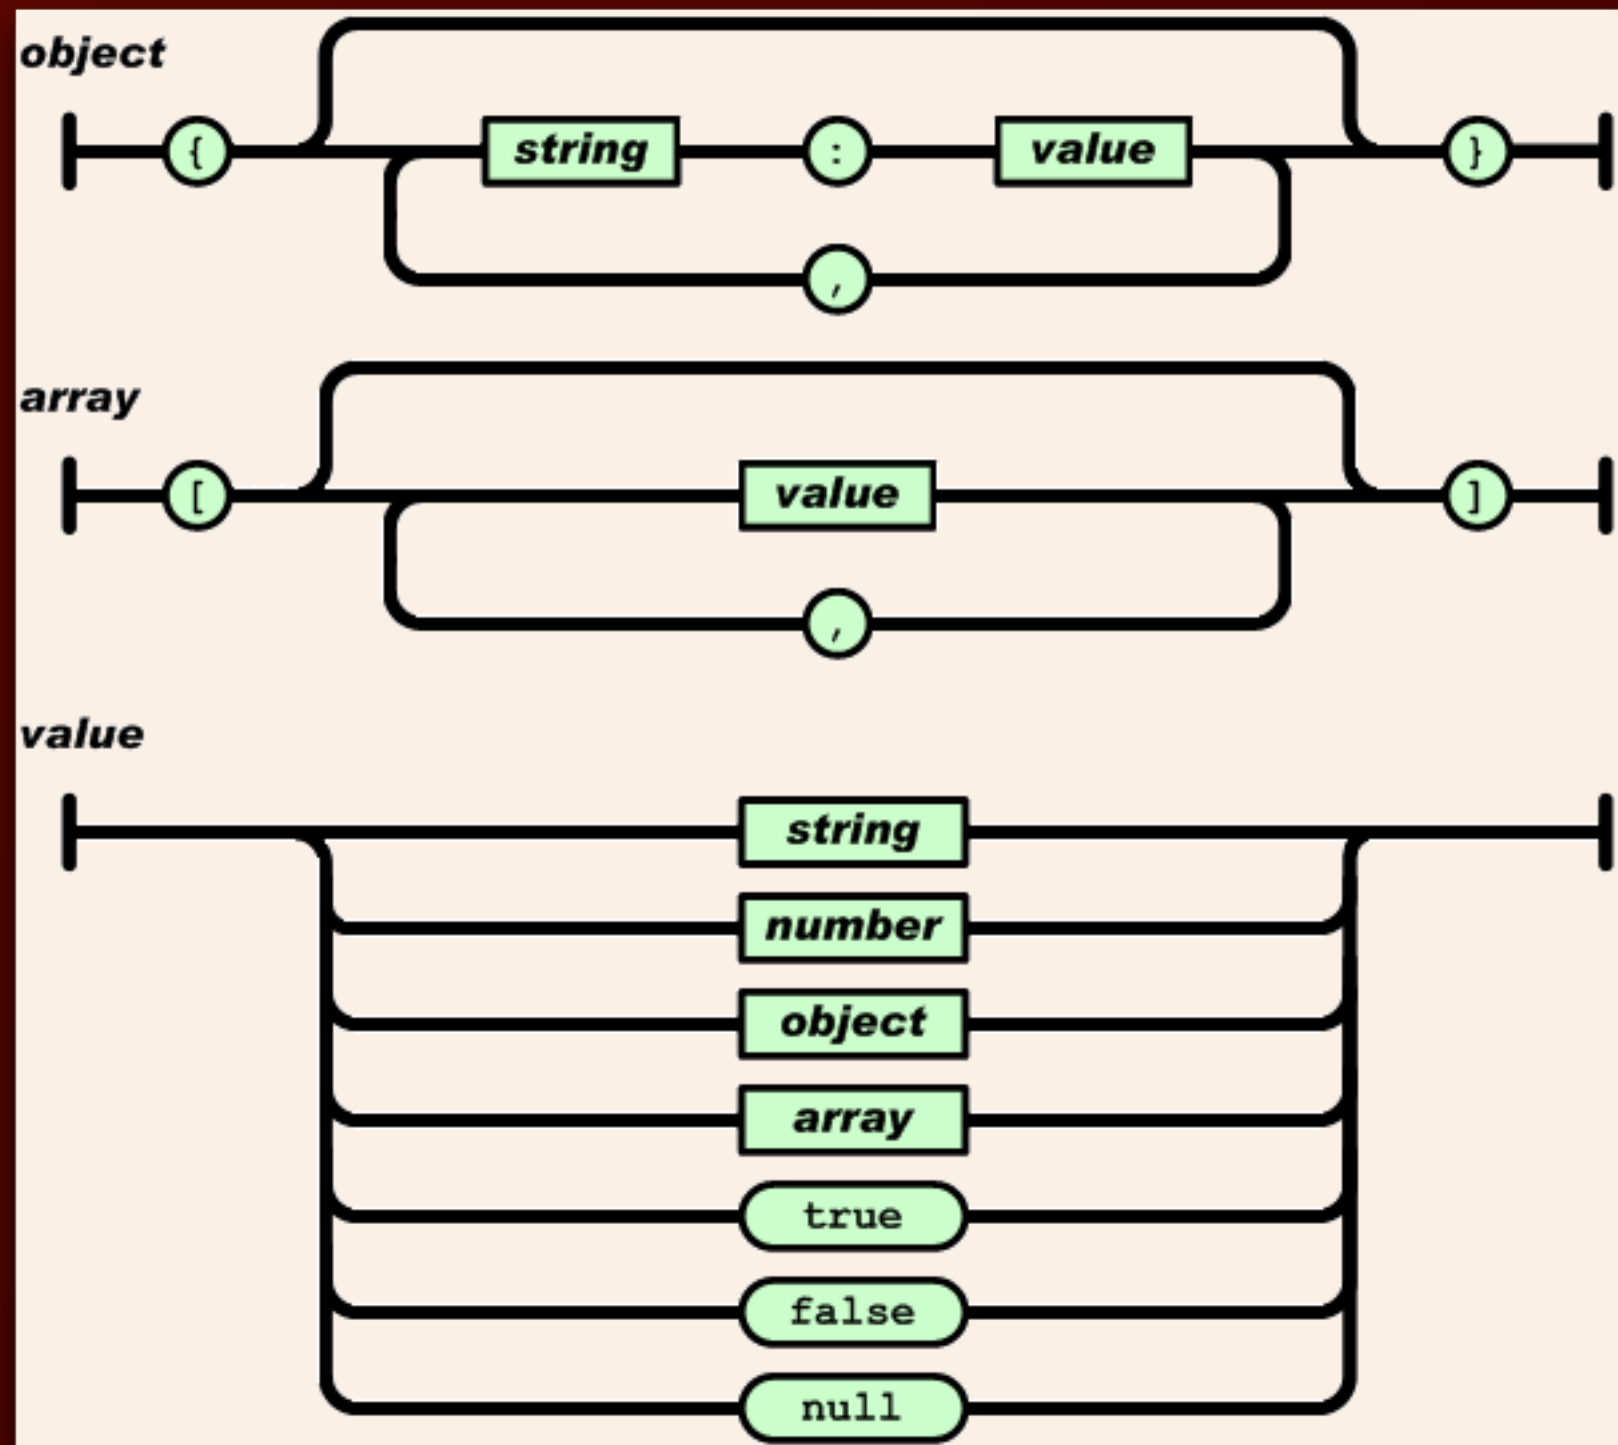 object
{ string : value }
,
array
[ value ]
,
value
string
number
object
array
true
false
null